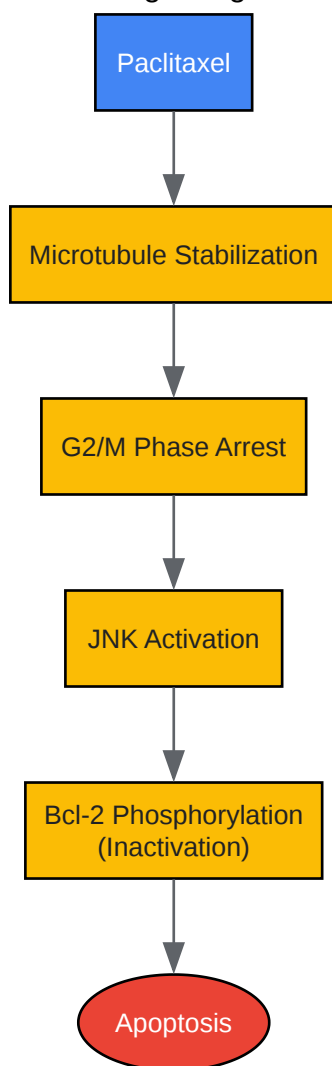 Paclitaxel
Microtubule Stabilization
G2/M Phase Arrest
JNK Activation
Bcl-2 Phosphorylation
(Inactivation)
Apoptosis